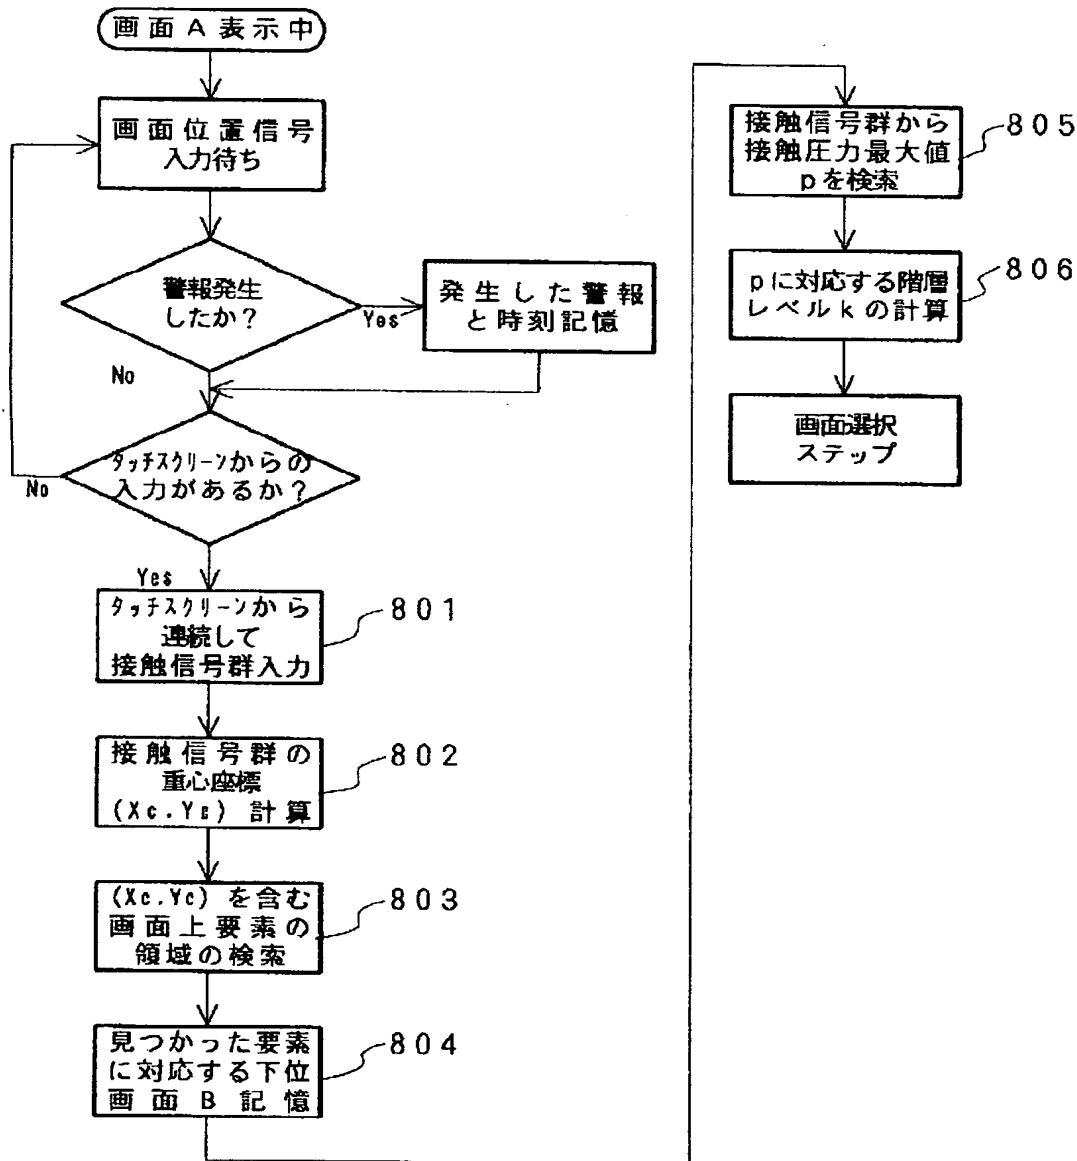 画面A表示中
画面位置信号
入力待ち
警報発生
したか？
Yes
発生した警報
と時刻記憶
No
タッチスクリーンからの
入力があるか？
No
Yes
タッチスクリーンから
連続して
接触信号群入力
801
接触信号群の
重心座標
(Xc.Yc)計算
802
(Xc.Yc)を含む
画面上要素の
領域の検索
803
見つかった要素
に対応する下位
画面B記憶
804
接触信号群から
接触圧力最大値
pを検索
805
pに対応する階層
レベルkの計算
806
画面選択
ステップ